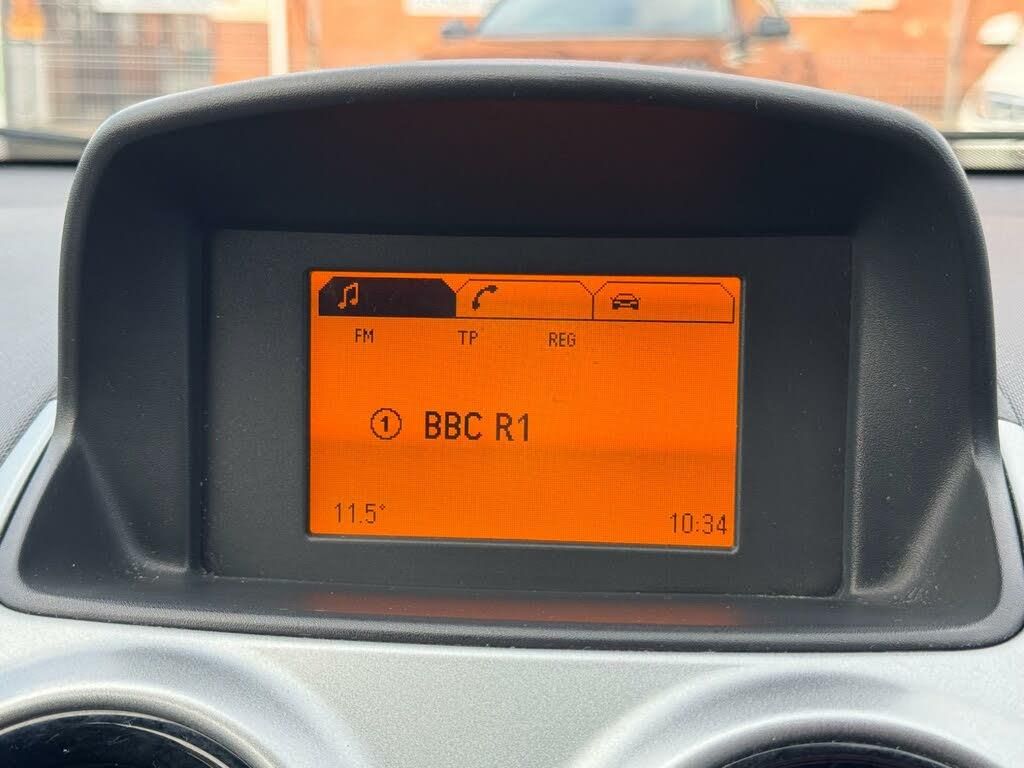 FM TP REG
① BBC R1
11.5° 10:34